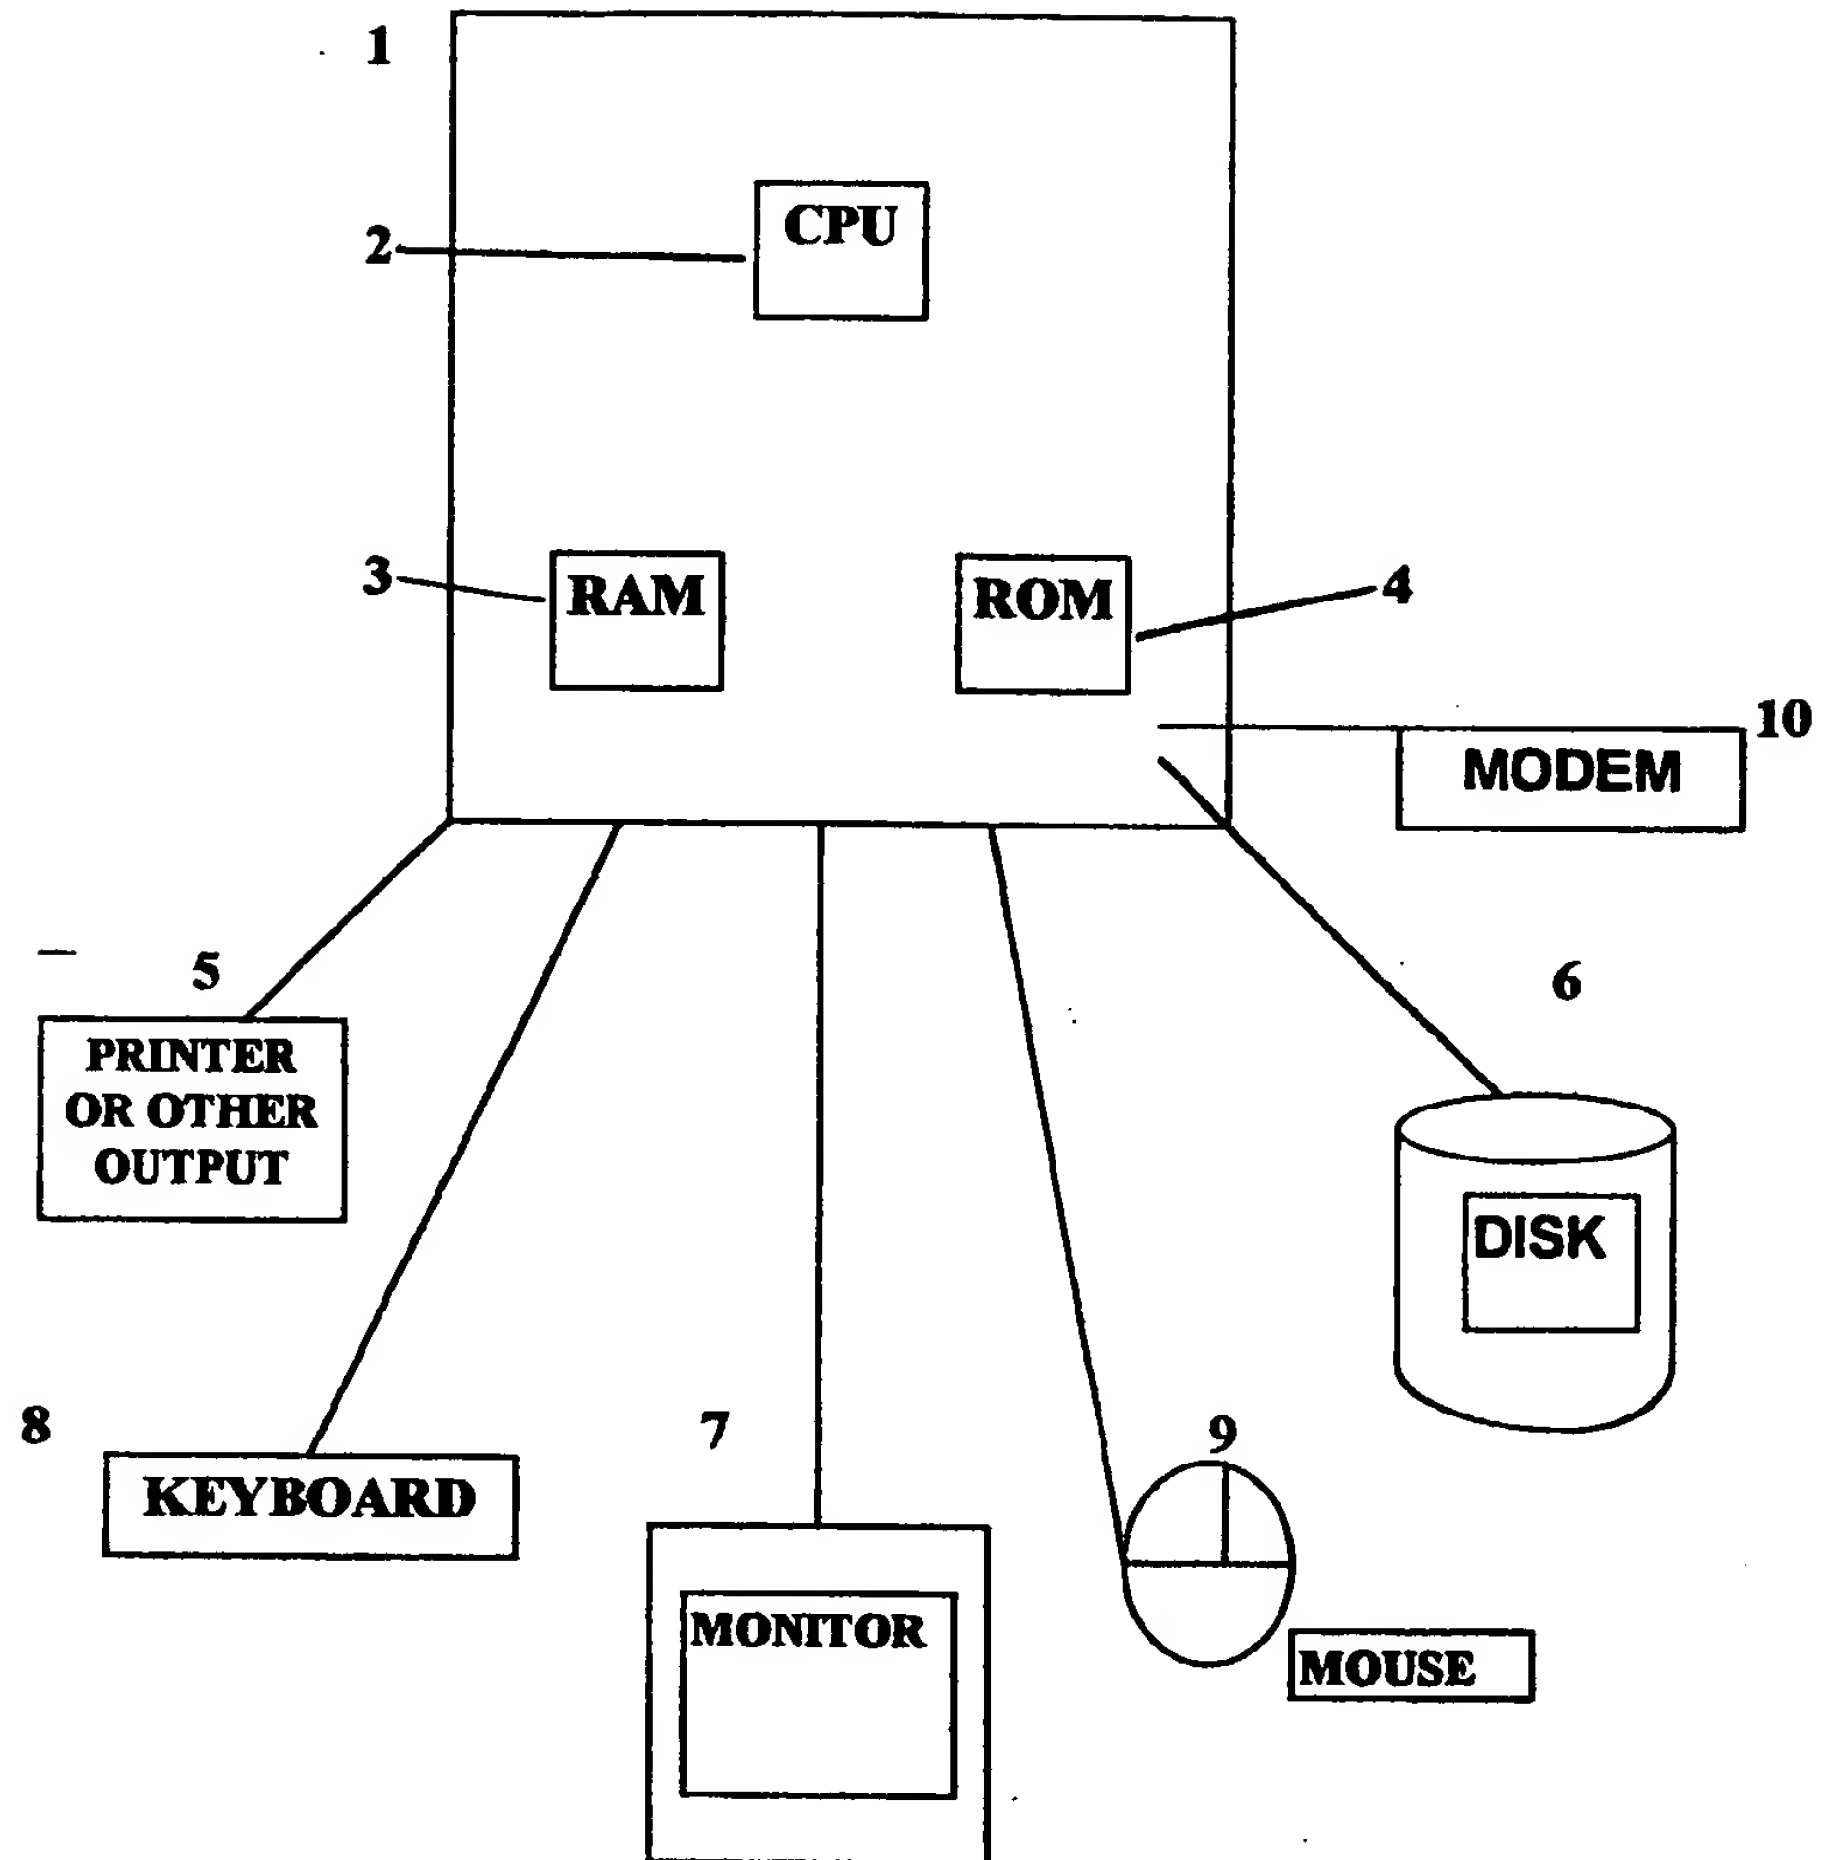 1
CPU
2
3
RAM
ROM
4
10
MODEM
5
6
PRINTER
OR OTHER
OUTPUT
DISK
8
7
9
KEYBOARD
MONITOR
MOUSE